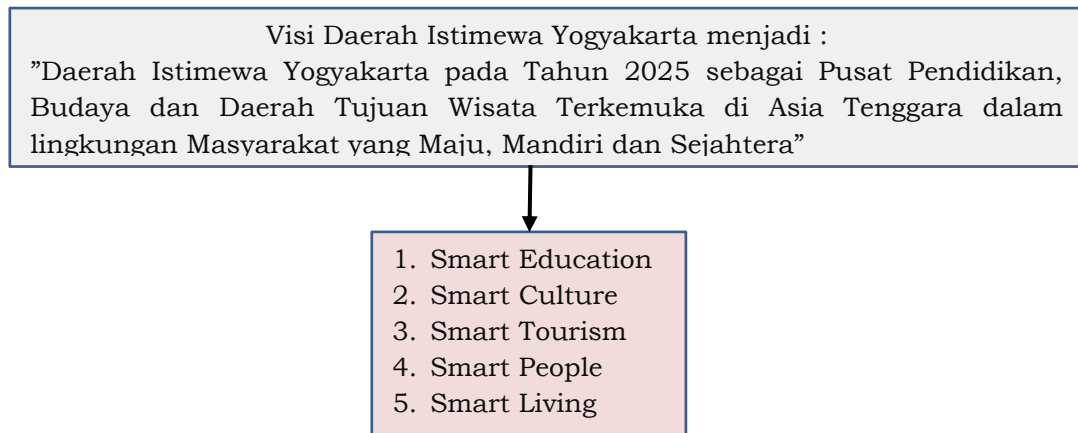 Visi Daerah Istimewa Yogyakarta menjadi :
”Daerah Istimewa Yogyakarta pada Tahun 2025 sebagai Pusat Pendidikan,
Budaya dan Daerah Tujuan Wisata Terkemuka di Asia Tenggara dalam
lingkungan Masyarakat yang Maju, Mandiri dan Sejahtera”
1. Smart Education
2. Smart Culture
3. Smart Tourism
4. Smart People
5. Smart Living